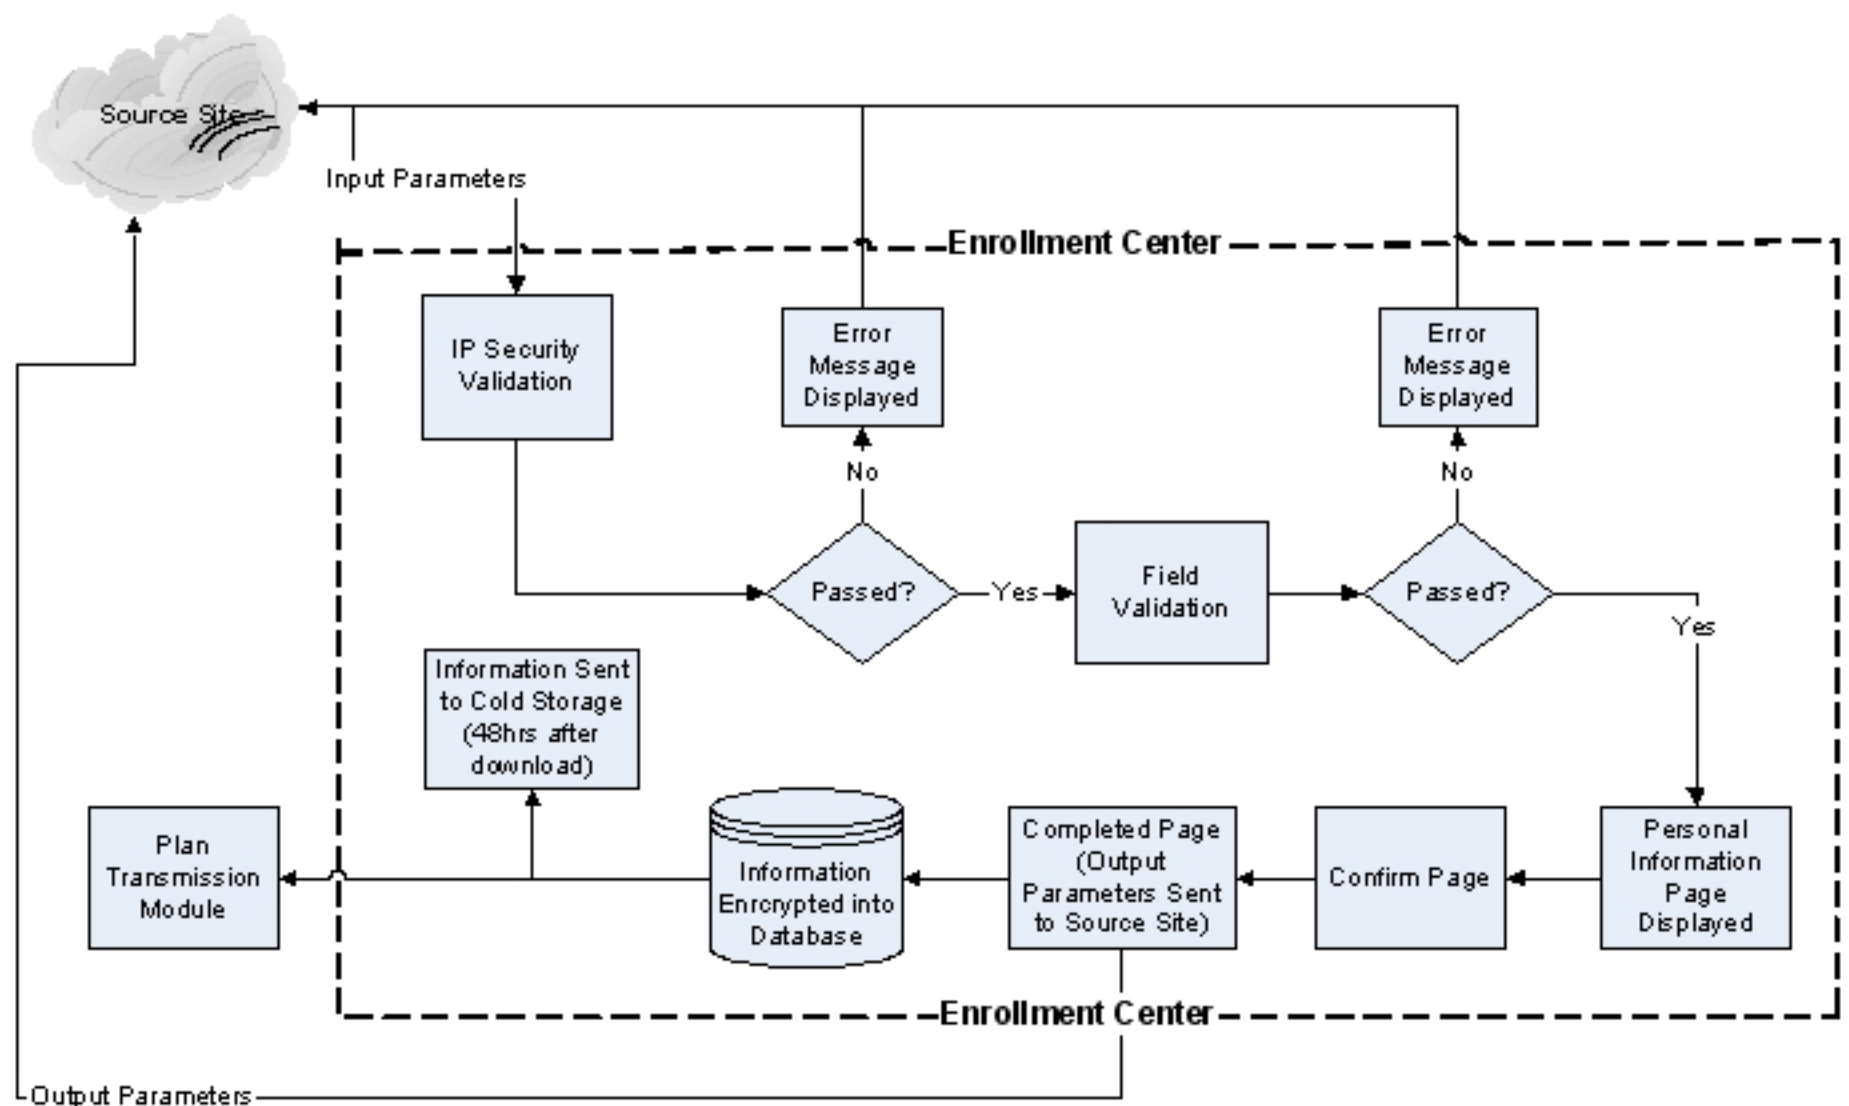 Source Site
Input Parameters
Enrollment Center
IP Security
Validation
Error
Message
Displayed
Error
Message
Displayed
No
No
Passed?
Yes
Field
Validation
Passed?
Yes
Information Sent
to Cold Storage
(48hrs after
download)
Plan
Transmission
Module
Information
Enrcrypted into
Database
Completed Page
(Output
Parameters Sent
to Source Site)
Confirm Page
Personal
Information
Page
Displayed
Enrollment Center
Output Parameters